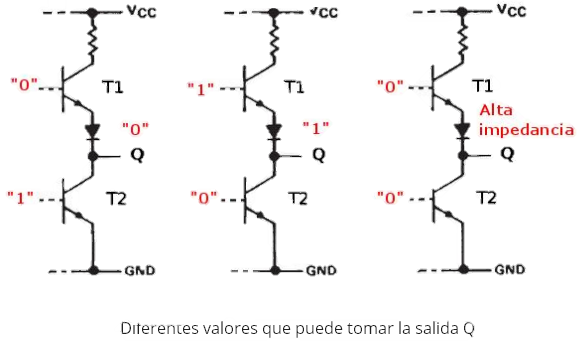 VCC
"0"
T1
"0"
Q
"1"
T2
GND
VCC
"1"
T1
"1"
Q
"0"
T2
GND
VCC
"0"
T1
Alta
impedancia
Q
"0"
T2
GND
Diferentes valores que puede tomar la salida Q